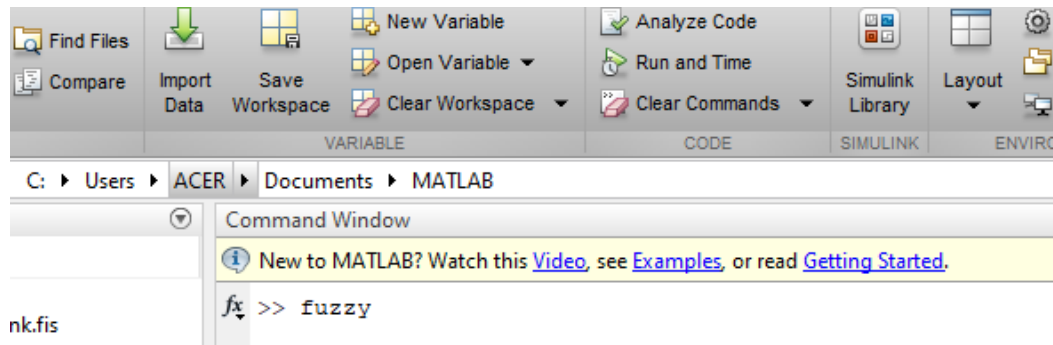 Find Files
Compare
Import
Data
Save
Workspace
New Variable
Open Variable
Clear Workspace
VARIABLE
Analyze Code
Run and Time
Clear Commands
CODE
Simulink
Library
SIMULINK
Layout
ENVIRO
C: Users ACER Documents MATLAB
Command Window
New to MATLAB? Watch this Video, see Examples, or read Getting Started.
fx >> fuzzy
nk.fis